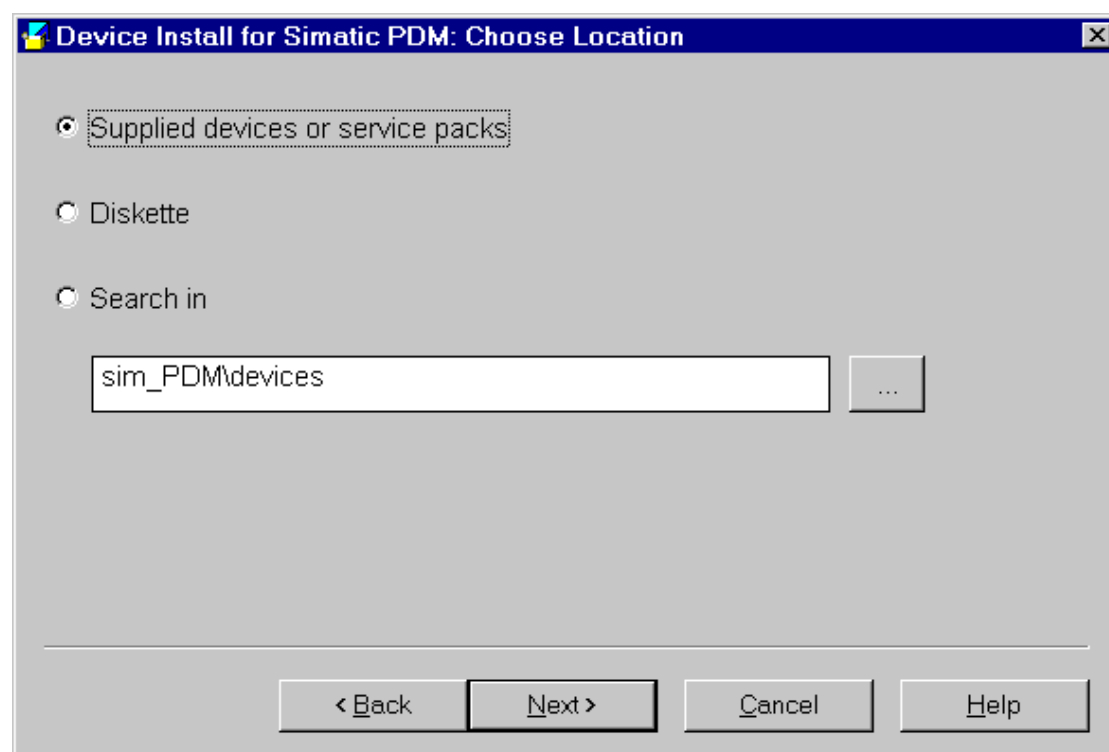 Device Install for Simatic PDM: Choose Location
Supplied devices or service packs
Diskette
Search in
sim_PDM\devices
...
< Back
Next >
Cancel
Help